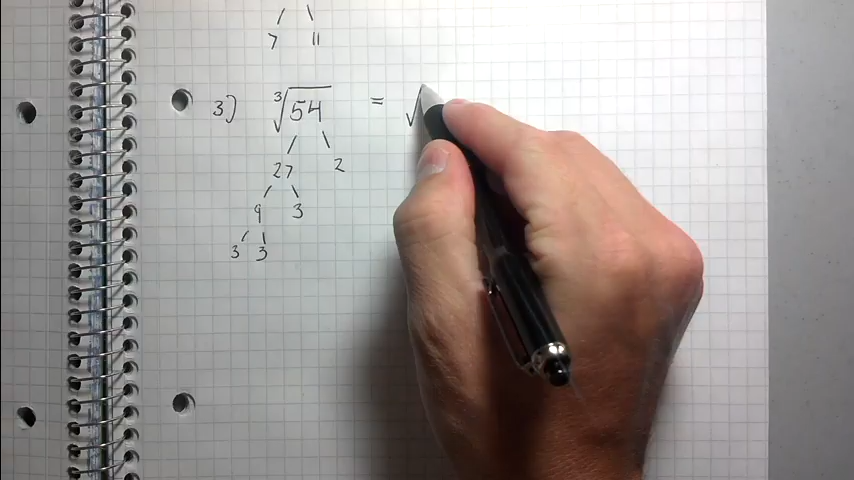 7 11
3) ∛54 = √
27 2
9 3
3 3